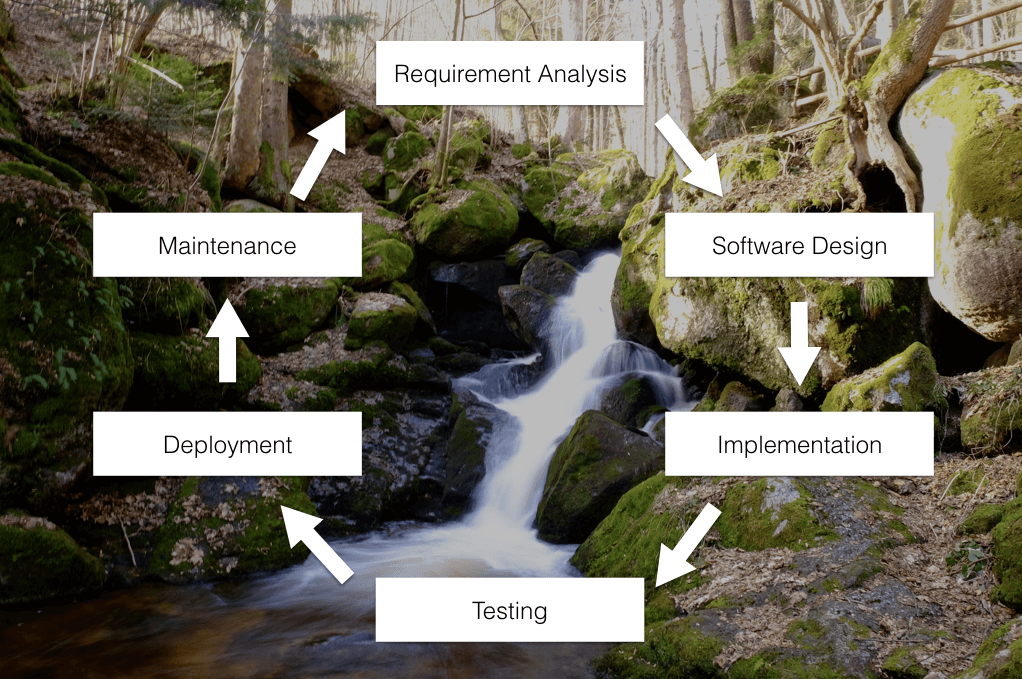 Requirement Analysis
Software Design
Implementation
Testing
Deployment
Maintenance